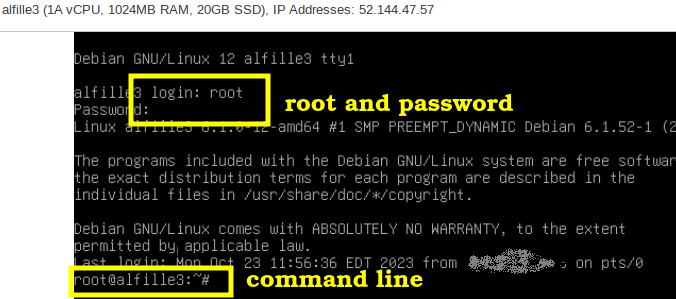 alfille3 (1A vCPU, 1024MB RAM, 20GB SSD), IP Addresses: 52.144.47.57
Debian GNU/Linux 12 alfille3 tty1
alfille3 login: root
Password:
root and password
Linux alfille3 6.1.0-12-amd64 #1 SMP PREEMPT_DYNAMIC Debian 6.1.52-1 (2
The programs included with the Debian GNU/Linux system are free softwar
the exact distribution terms for each program are described in the
individual files in /usr/share/doc/*/copyright.
Debian GNU/Linux comes with ABSOLUTELY NO WARRANTY, to the extent
permitted by applicable law.
Last login: Mon Oct 23 11:56:36 EDT 2023 from on pts/0
root@alfille3:~#
command line